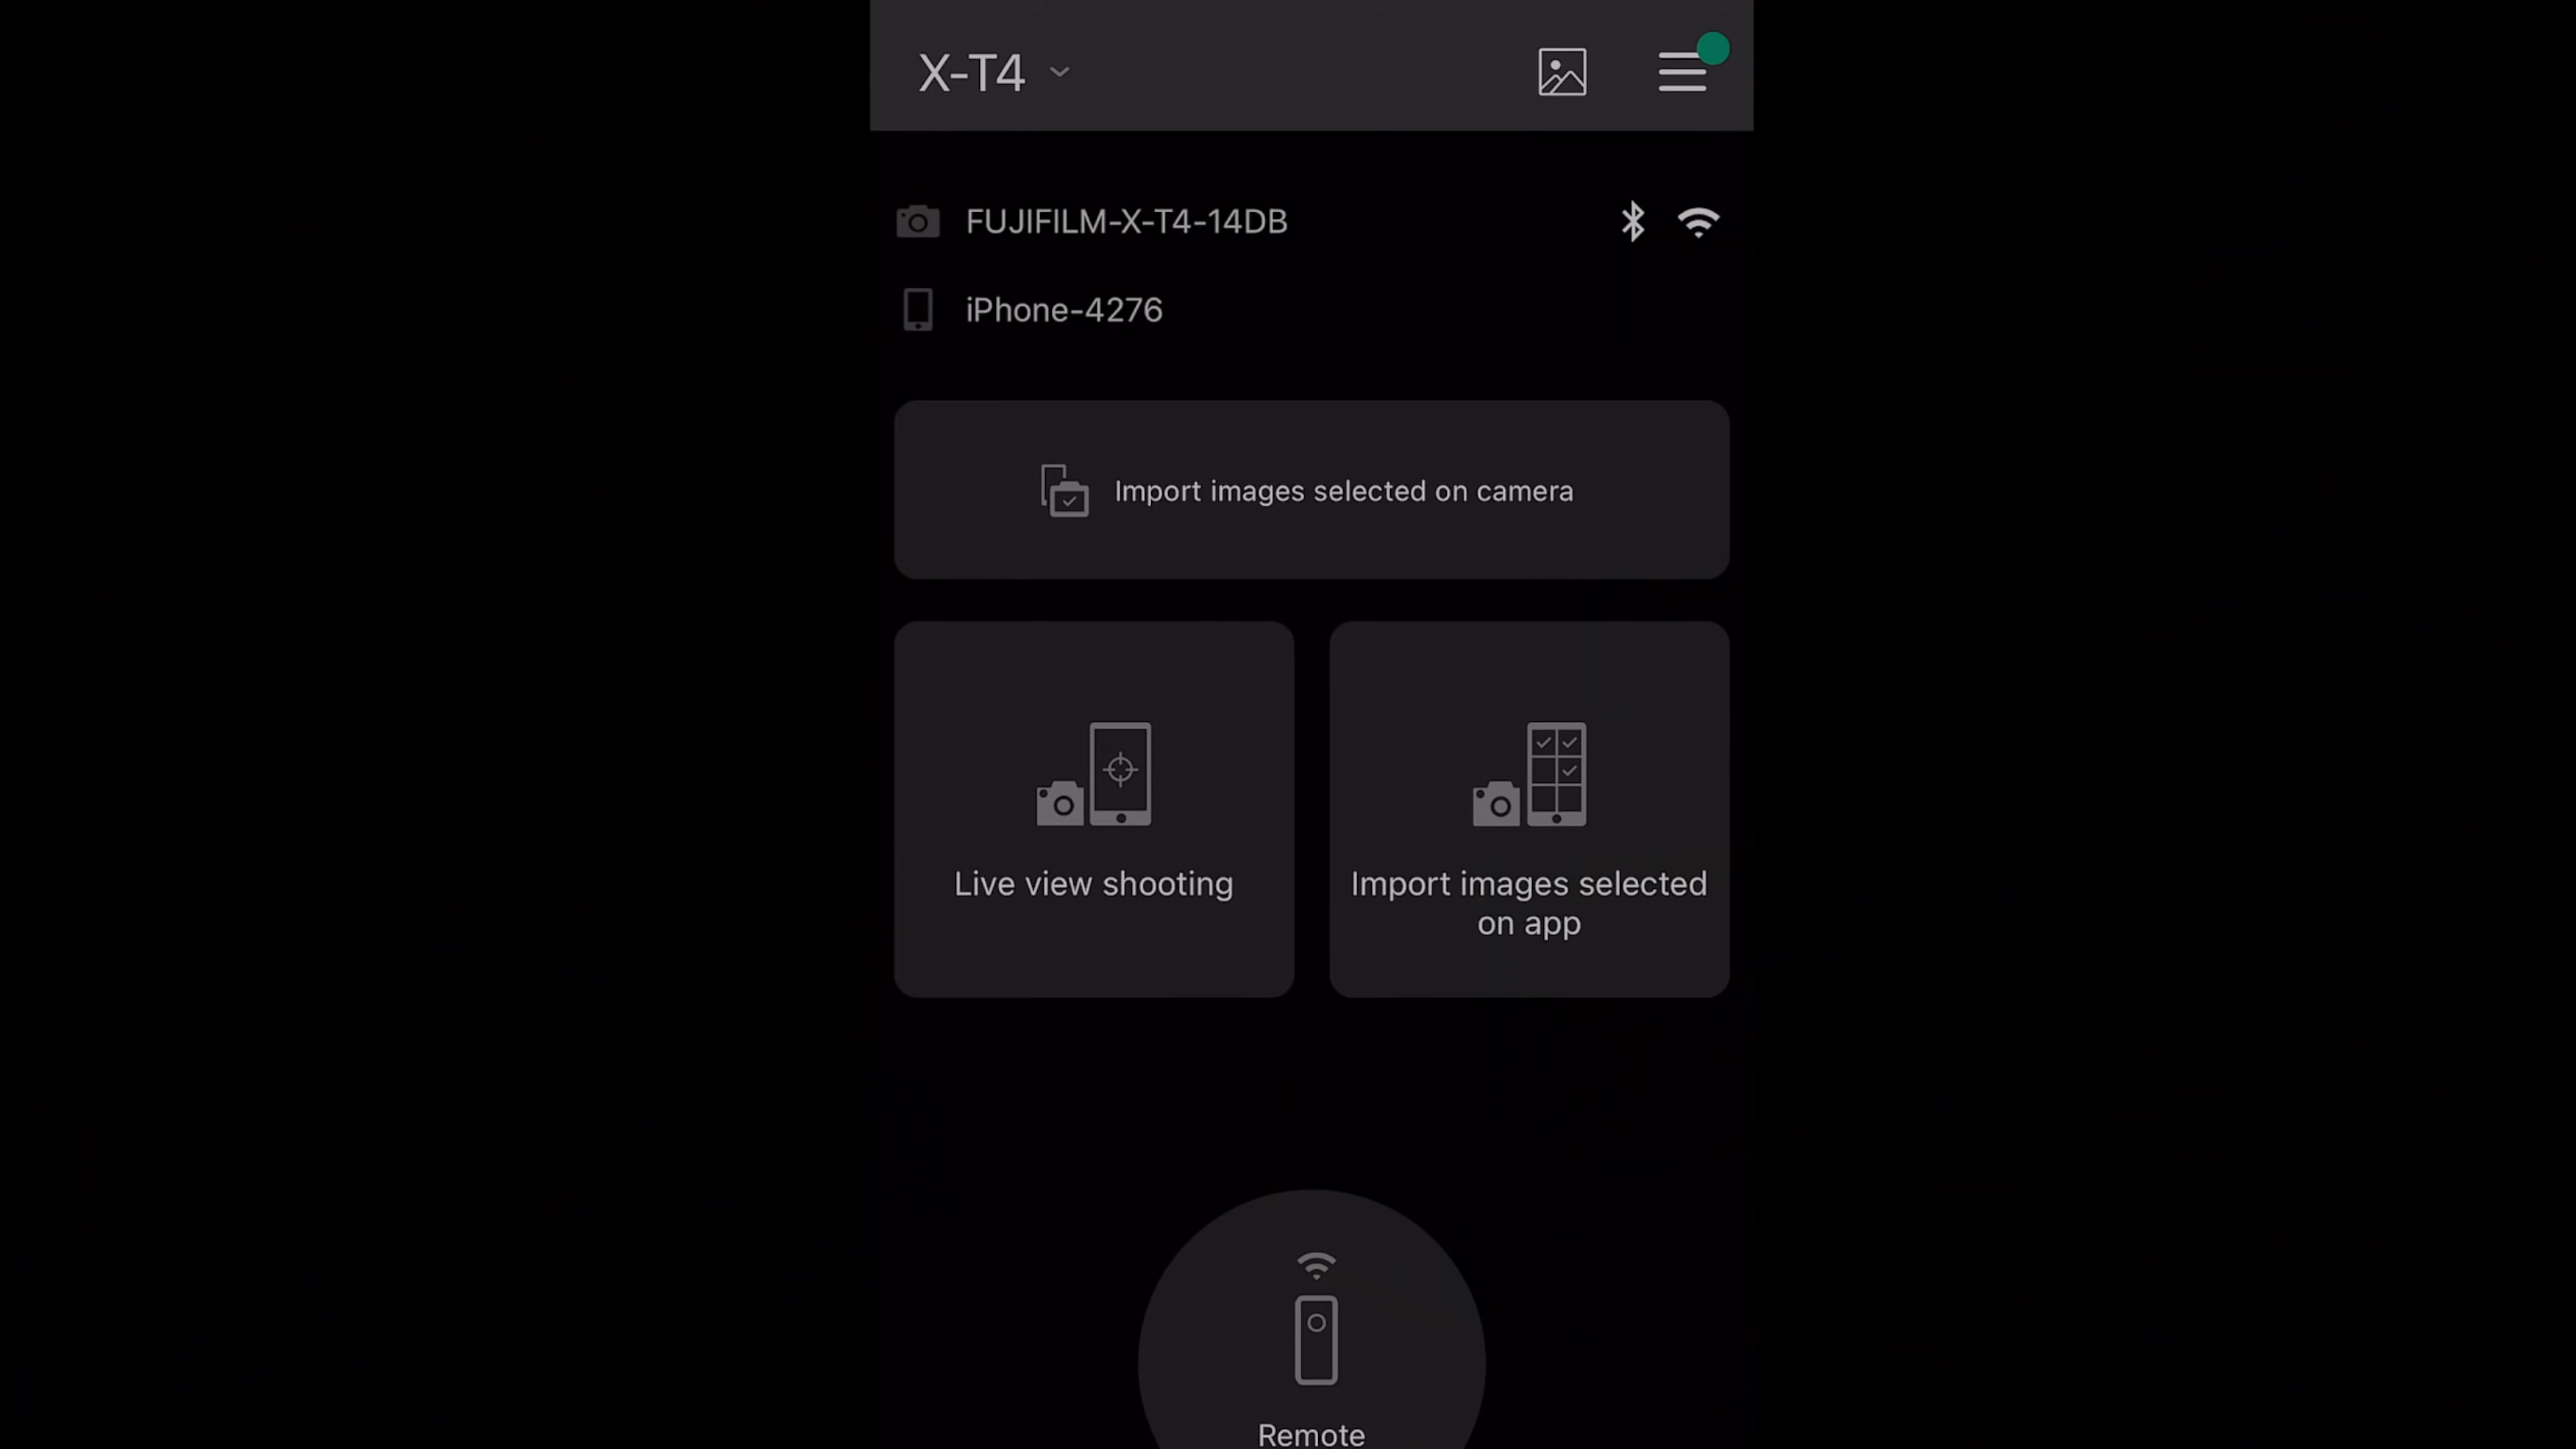 X-T4
FUJIFILM-X-T4-14DB
iPhone-4276
Import images selected on camera
Live view shooting
Import images selected
on app
Remote